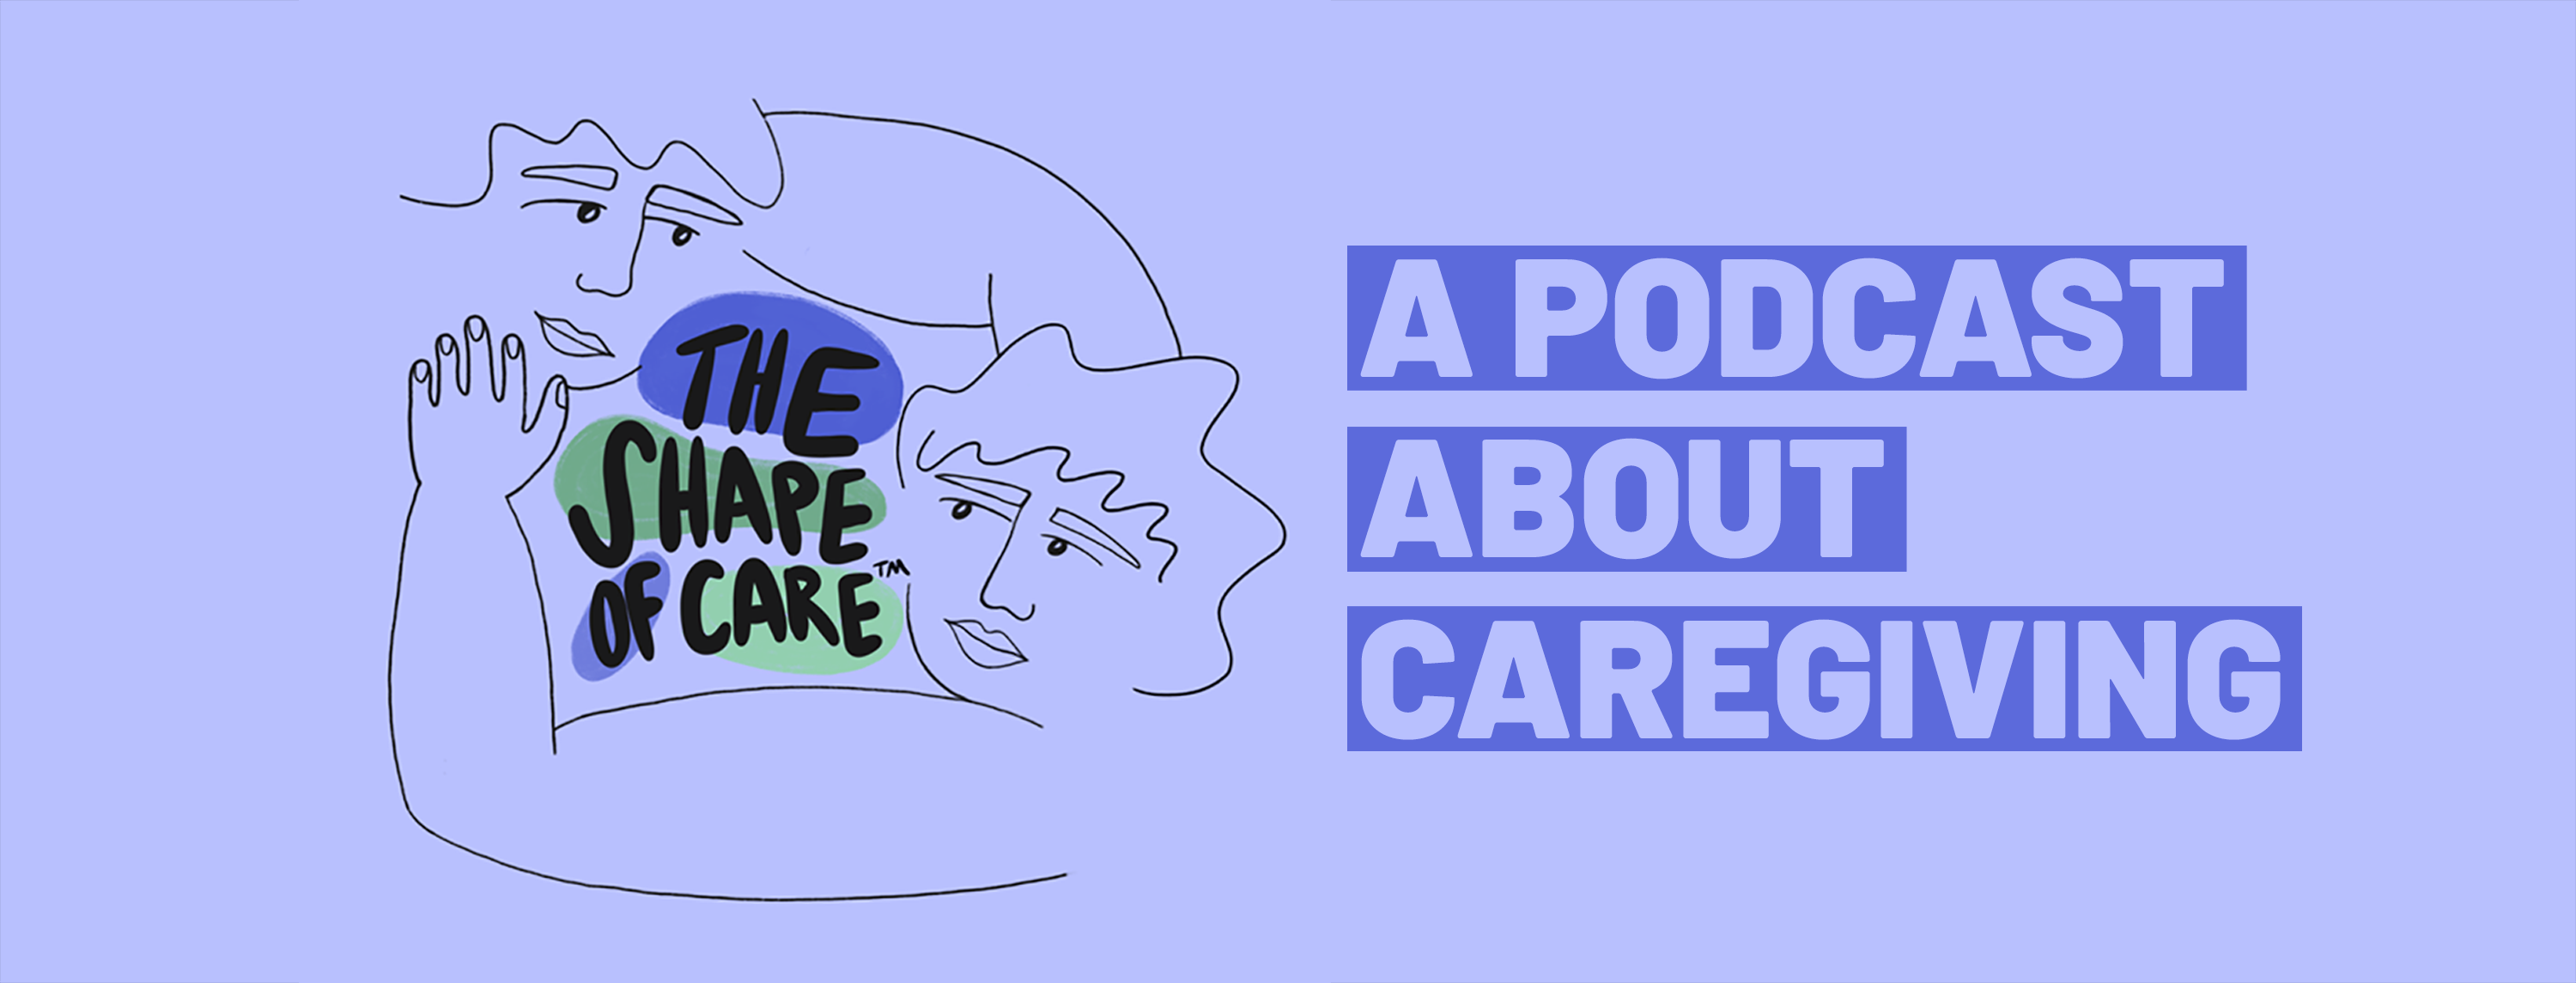 THE
SHAPE
OF CARE™
A PODCAST
ABOUT
CAREGIVING